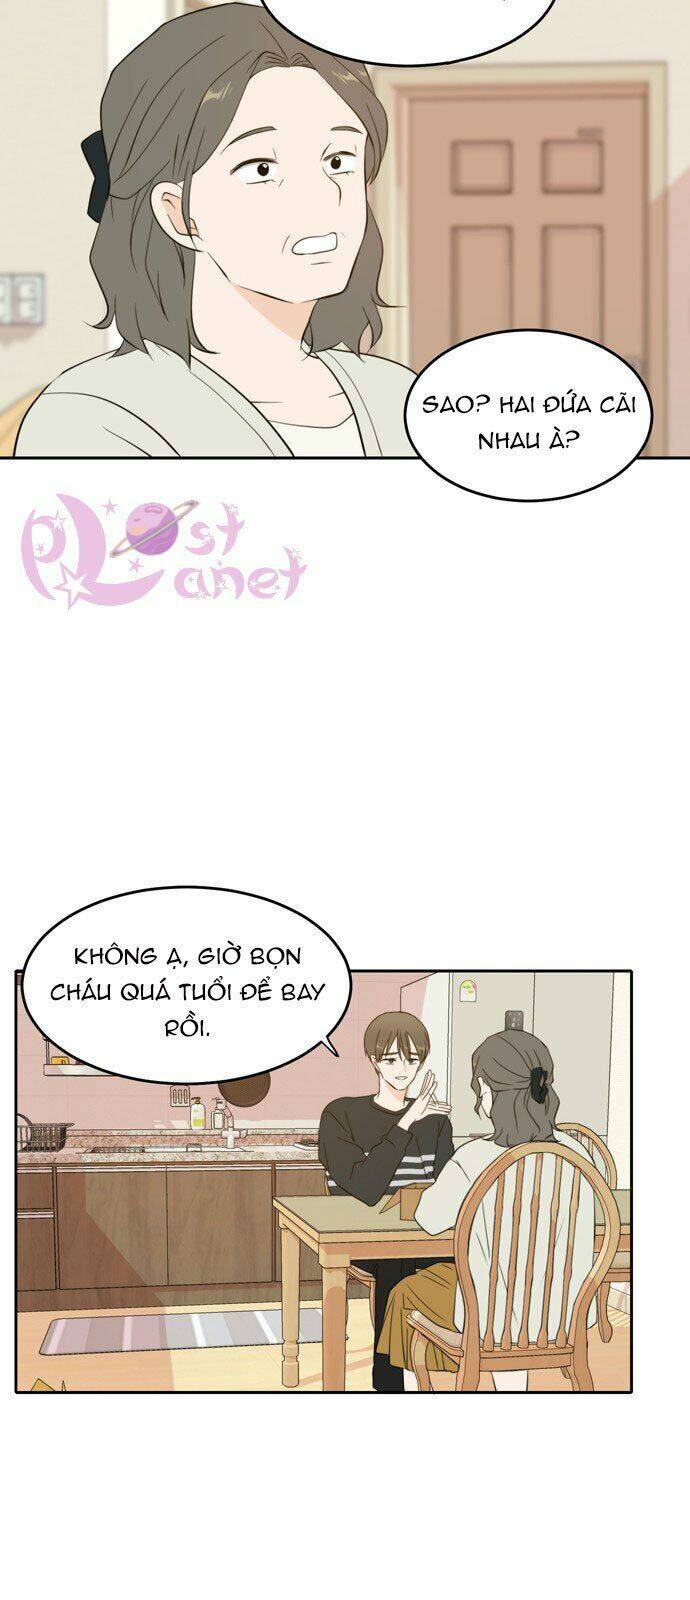 SAO? HAI ĐỨA CÃI
NHAU À?
Lost
Planet
KHÔNG Ạ, GIỜ BỌN
CHÁU QUÁ TUỔI ĐỂ BAY
RỒI.